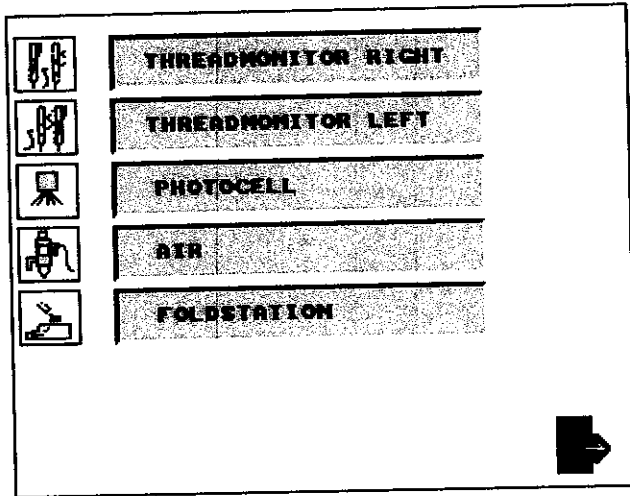 THREADMONITOR RIGHT
THREADMONITOR LEFT
PHOTOCELL
AIR
FOLDSTATION